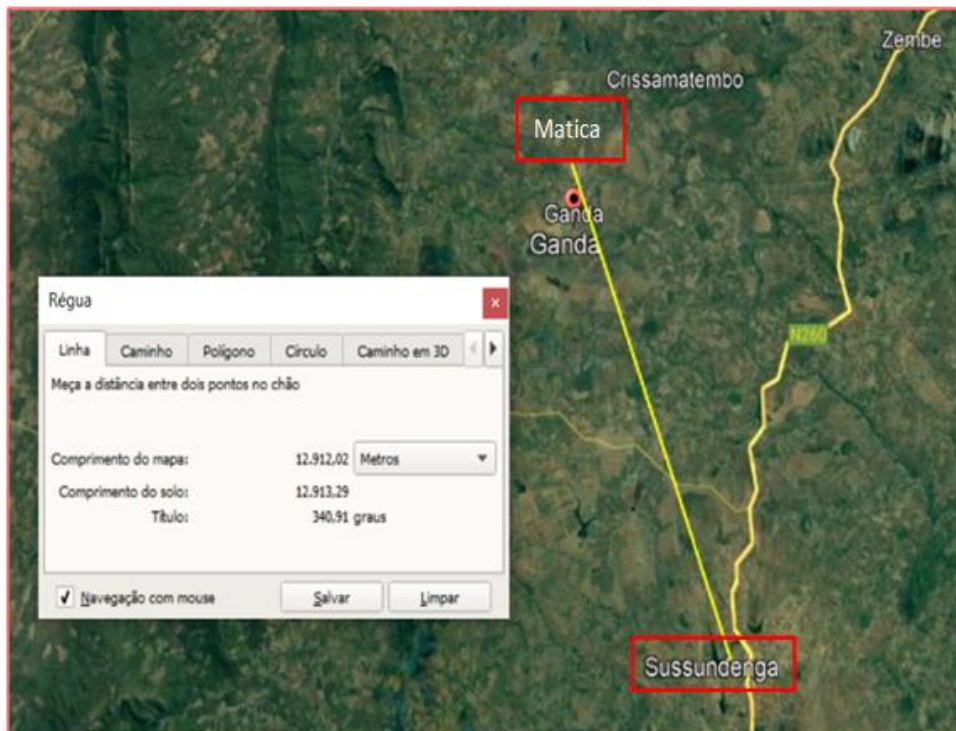 Zembe
Crissamatembo
Matica
Ganda
Ganda
N260
Régua
Linha Caminho Polígono Círculo Caminho em 3D
Meça a distância entre dois pontos no chão
Comprimento do mapa: 12.912,02 Metros
Comprimento do solo: 12.913,29
Título: 340,91 graus
Navegação com mouse Salvar Limpar
Sussundenga